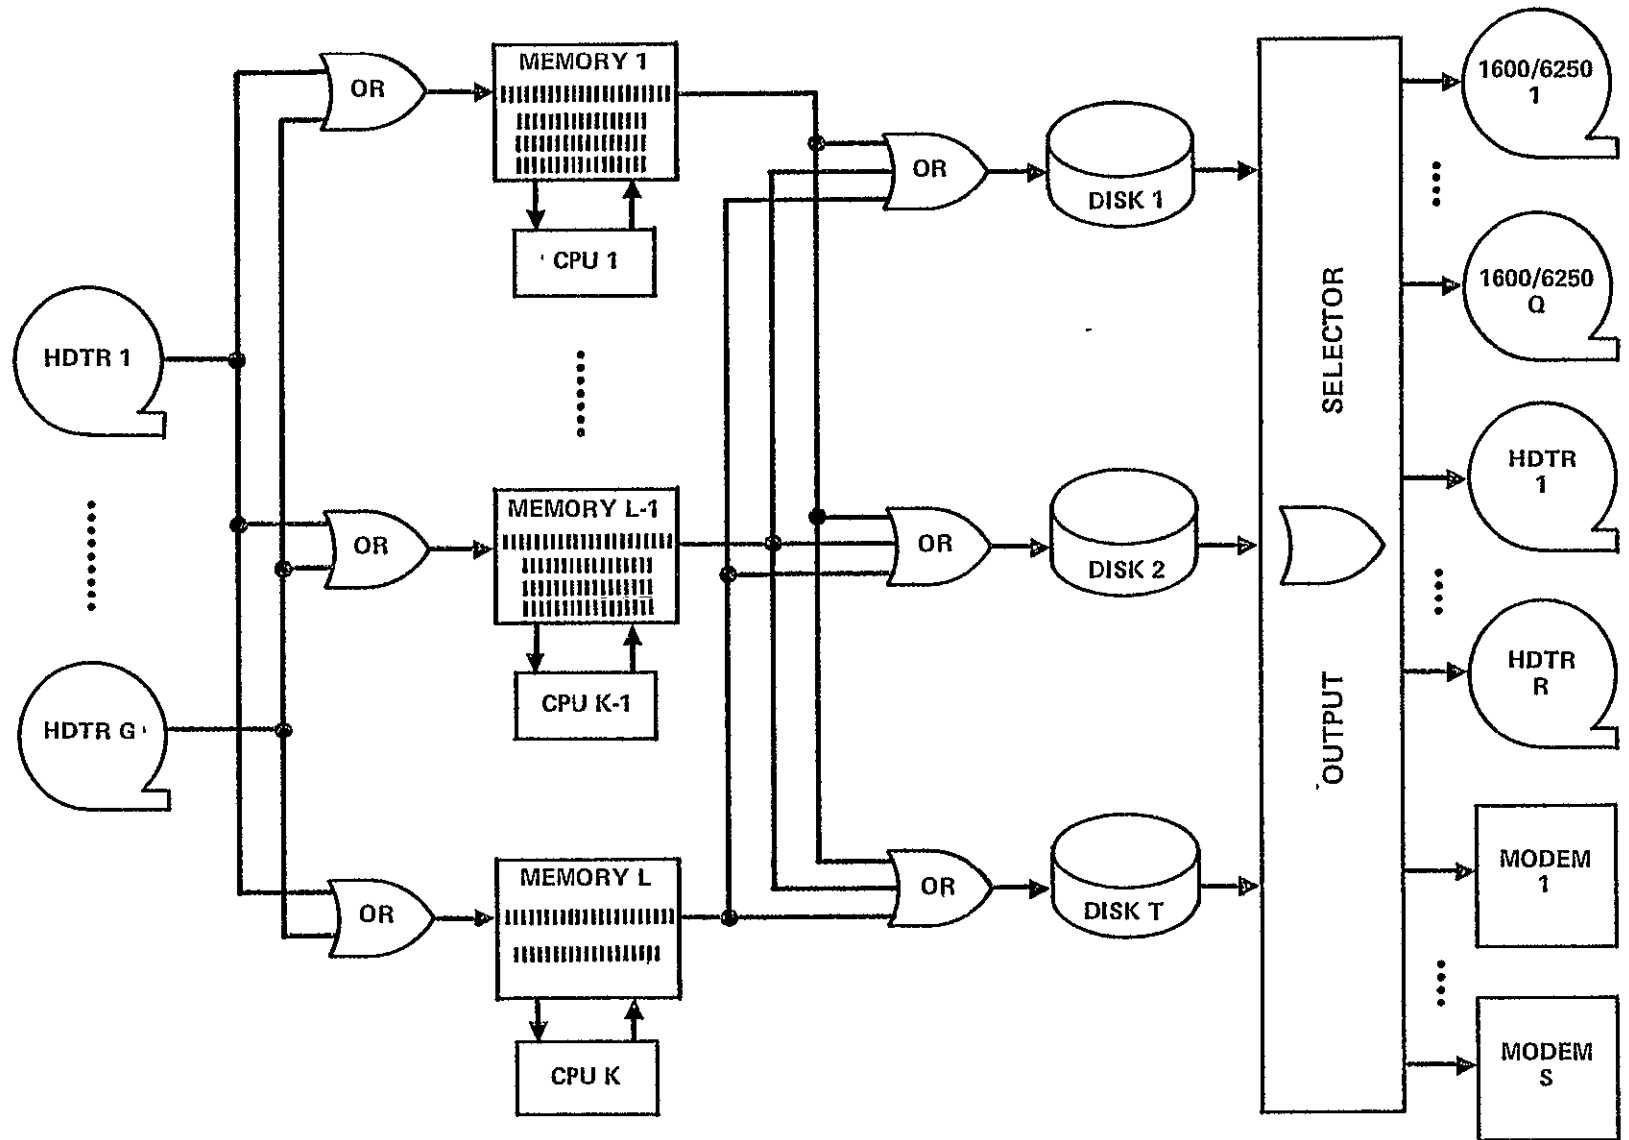 HDTR 1
HDTR G
OR
OR
OR
MEMORY 1
CPU 1
MEMORY L-1
CPU K-1
MEMORY L
CPU K
OR
OR
OR
DISK 1
DISK 2
DISK T
OUTPUT SELECTOR
1600/6250
1
1600/6250
Q
HDTR
1
HDTR
R
MODEM
1
MODEM
S